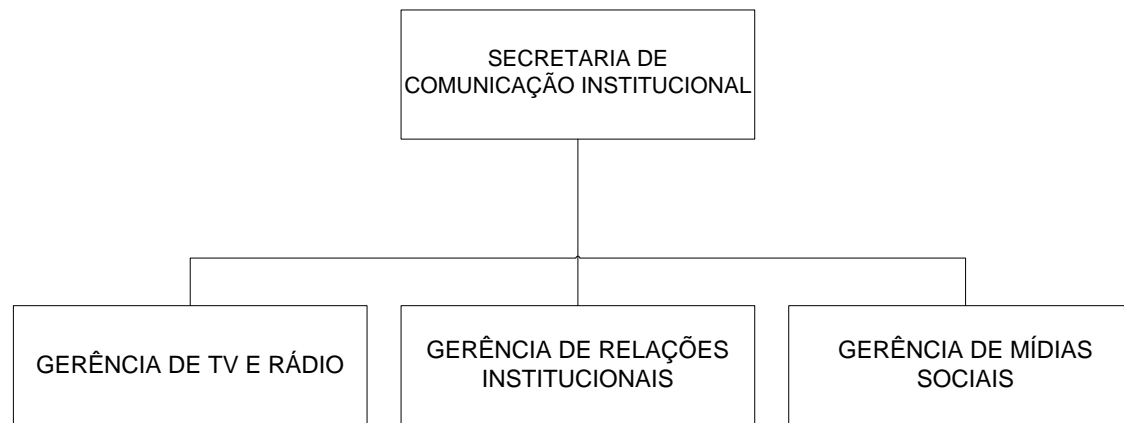 SECRETARIA DE
COMUNICAÇÃO INSTITUCIONAL
GERÊNCIA DE TV E RÁDIO
GERÊNCIA DE RELAÇÕES
INSTITUCIONAIS
GERÊNCIA DE MÍDIAS
SOCIAIS